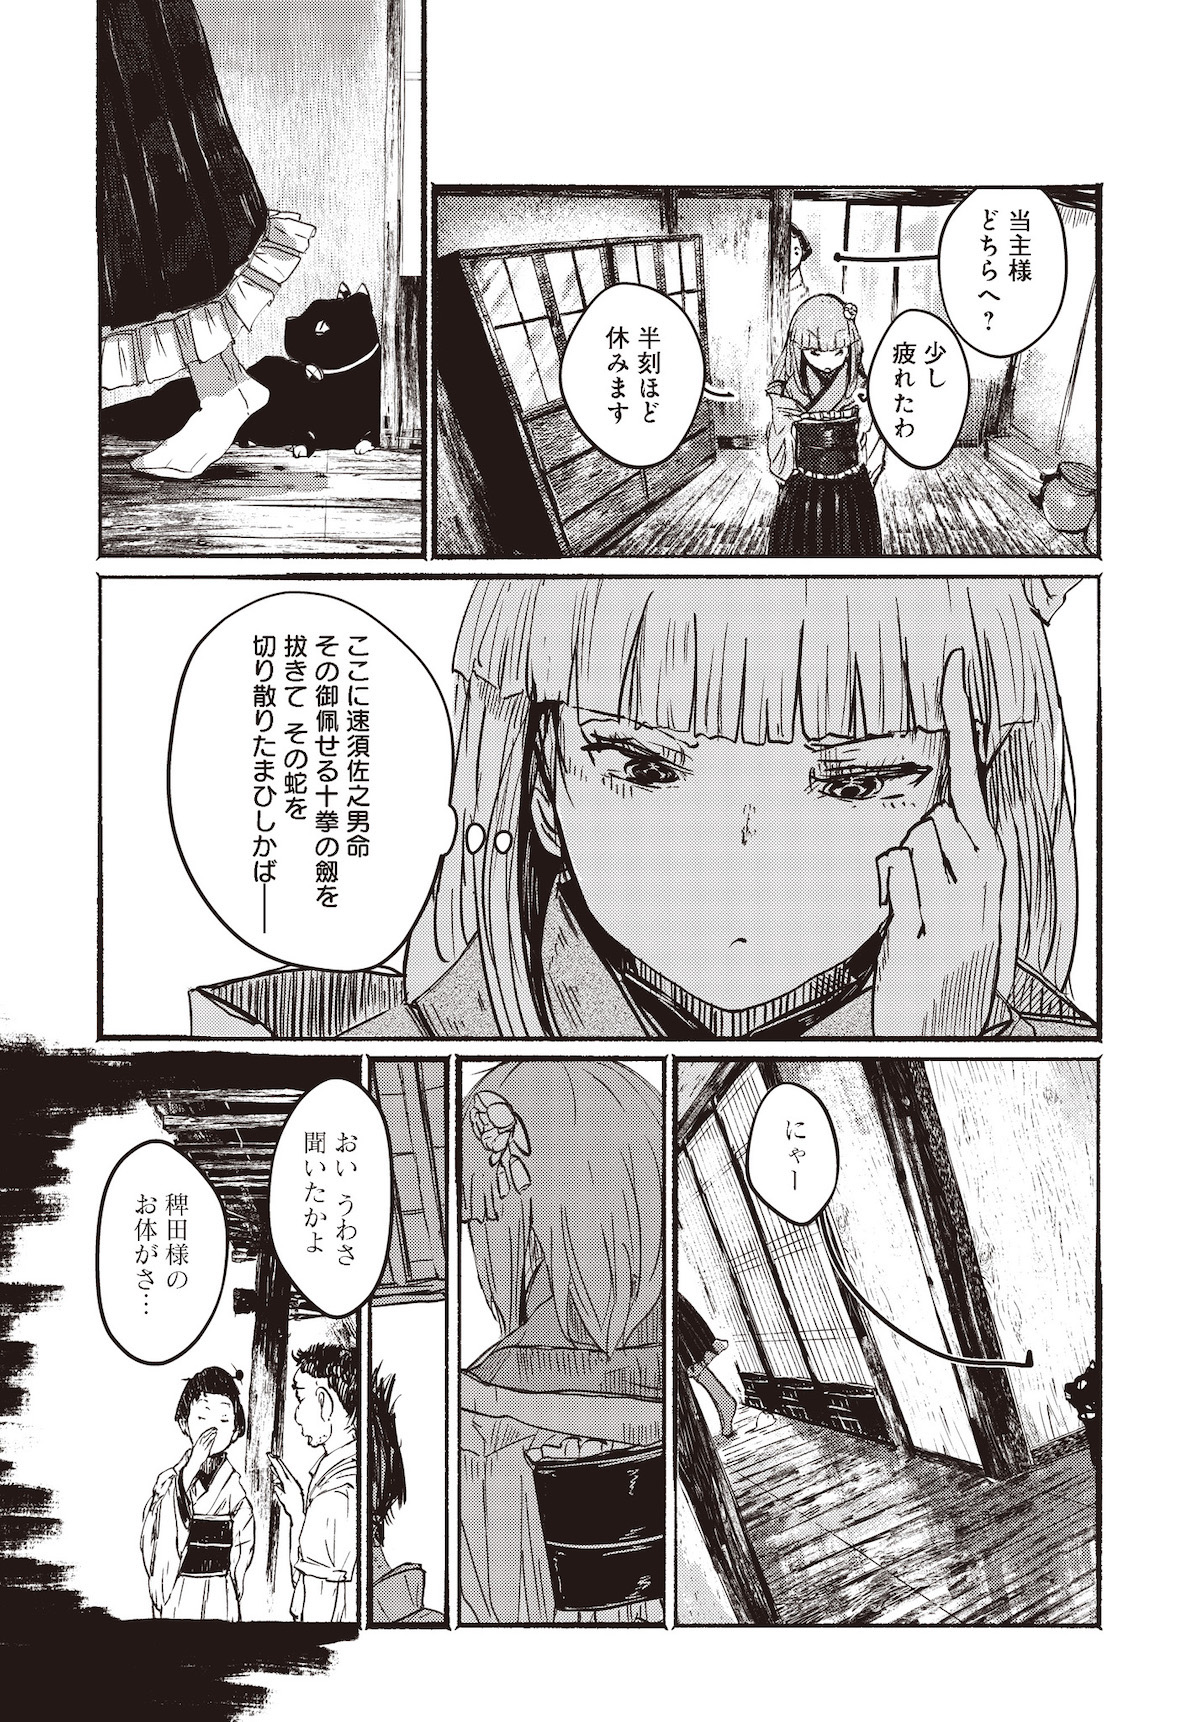 当主様
どちらへ？
少し
疲れたわ
半刻ほど
休みます
ここに速須佐之男命
その御佩せる十拳の劔を
抜きて その蛇を
切り散りたまひしかば──
にゃー
おい うわさ
聞いたかよ
稗田様の
お体がさ…